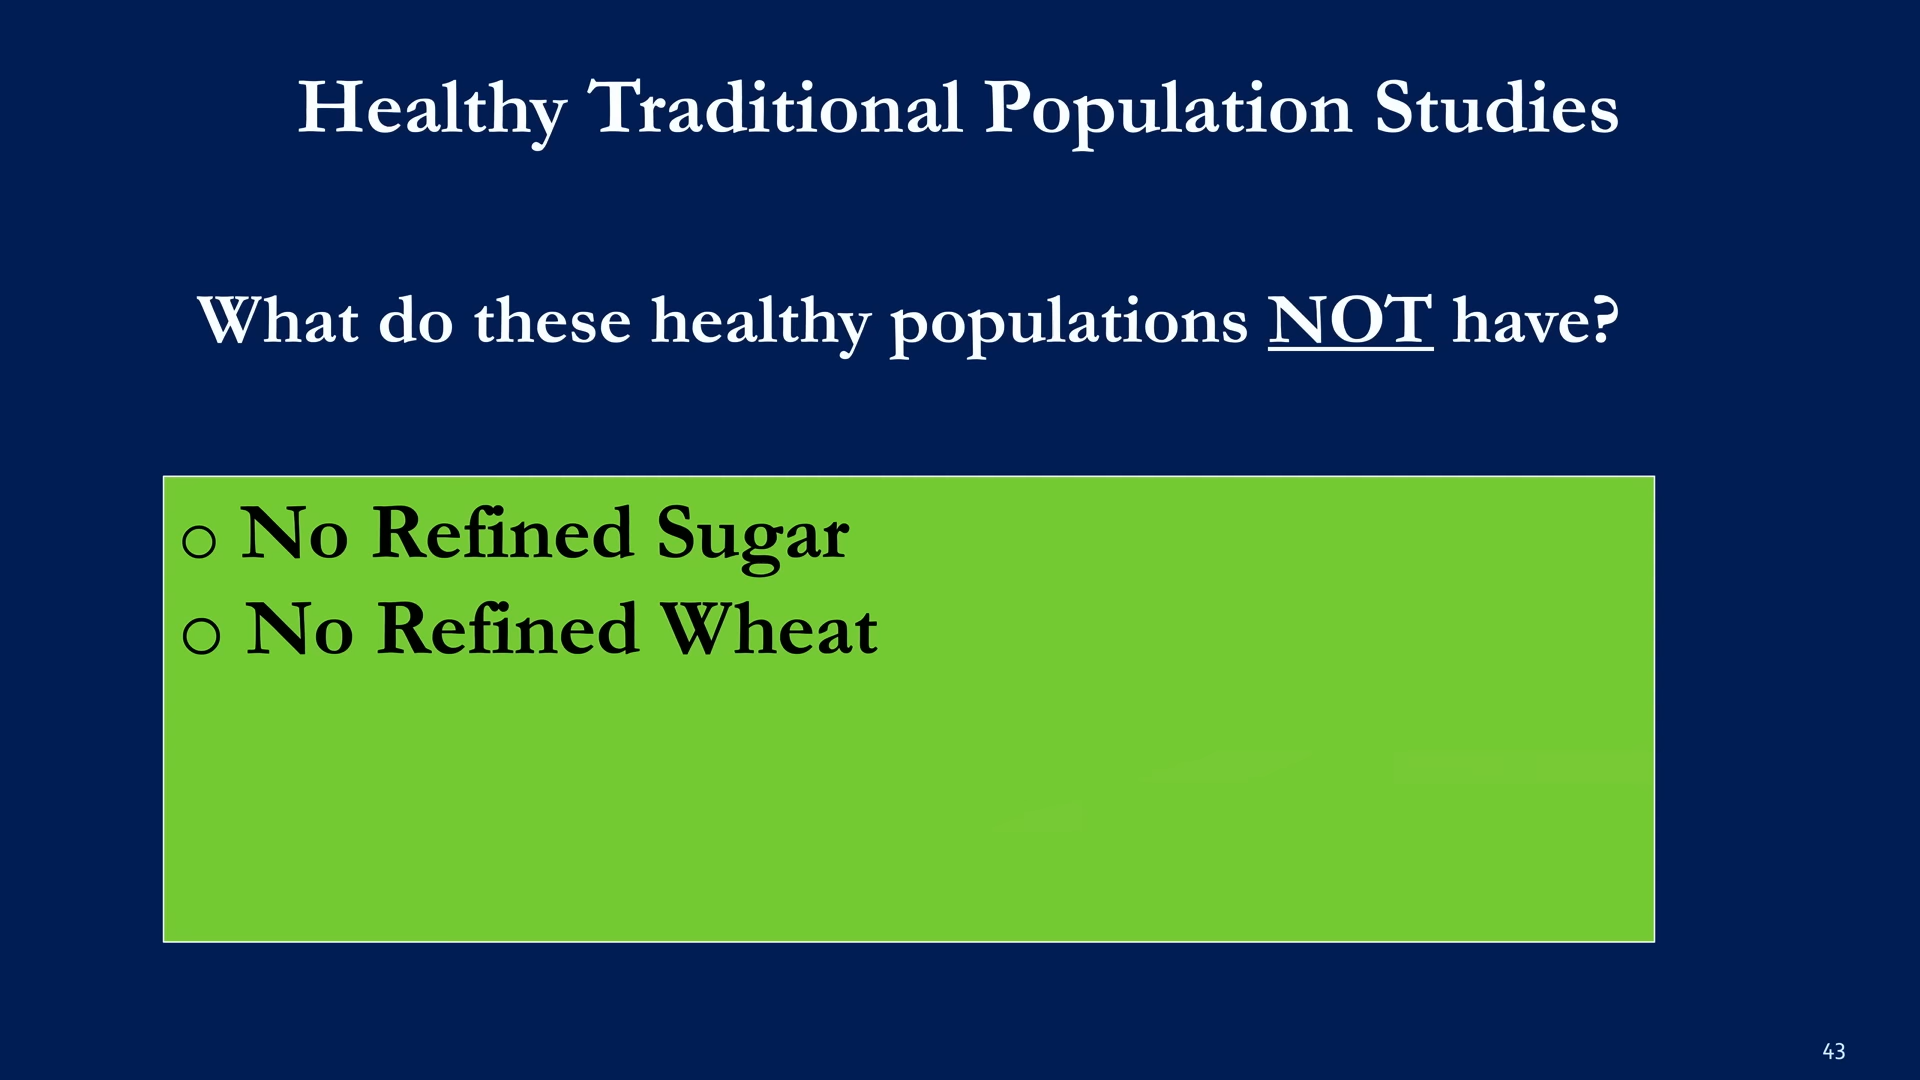 Healthy Traditional Population Studies
What do these healthy populations NOT have?
o No Refined Sugar
o No Refined Wheat
43